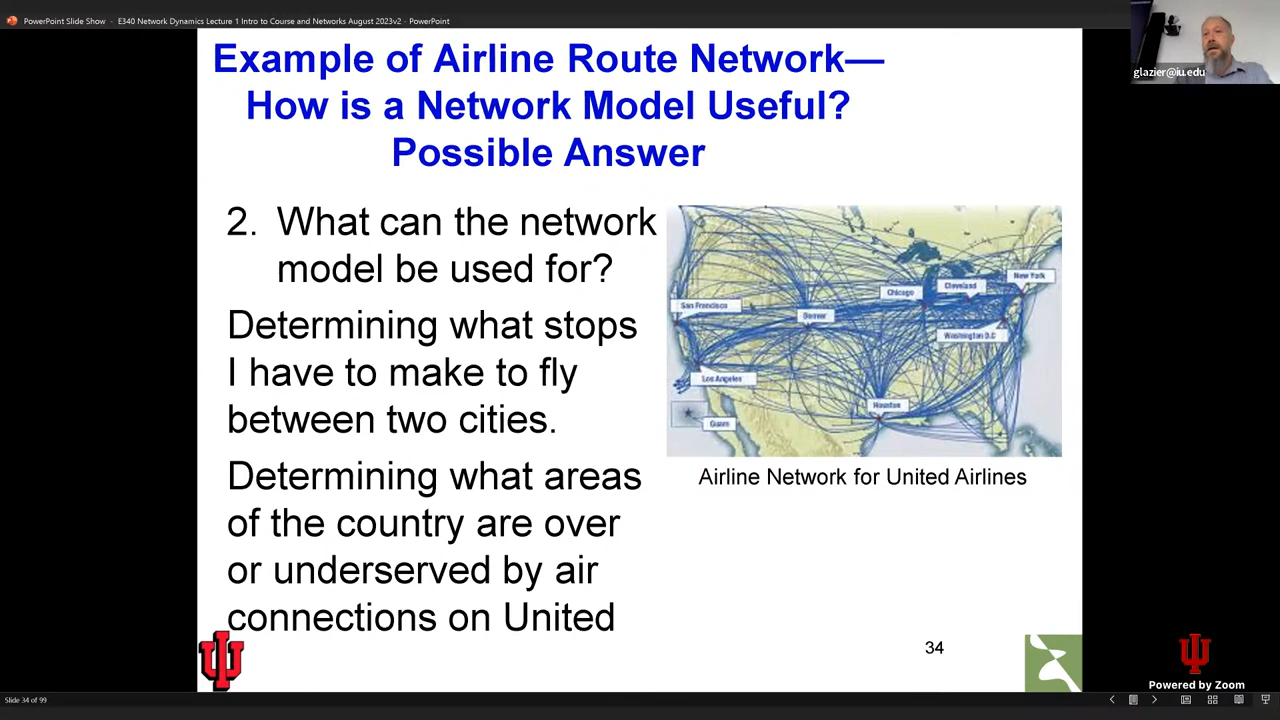 PowerPoint Slide Show - E340 Network Dynamics Lecture 1 Intro to Course and Networks August 2023v2 - PowerPoint
glazier@iu.edu
Example of Airline Route Network—
How is a Network Model Useful?
Possible Answer
2. What can the network
model be used for?
Determining what stops
I have to make to fly
between two cities.
Determining what areas
of the country are over
or underserved by air
connections on United
San Francisco
Denver
Chicago
Cleveland
New York
Washington D.C
Los Angeles
Houston
Guam
Airline Network for United Airlines
34
Powered by Zoom
Slide 34 of 99